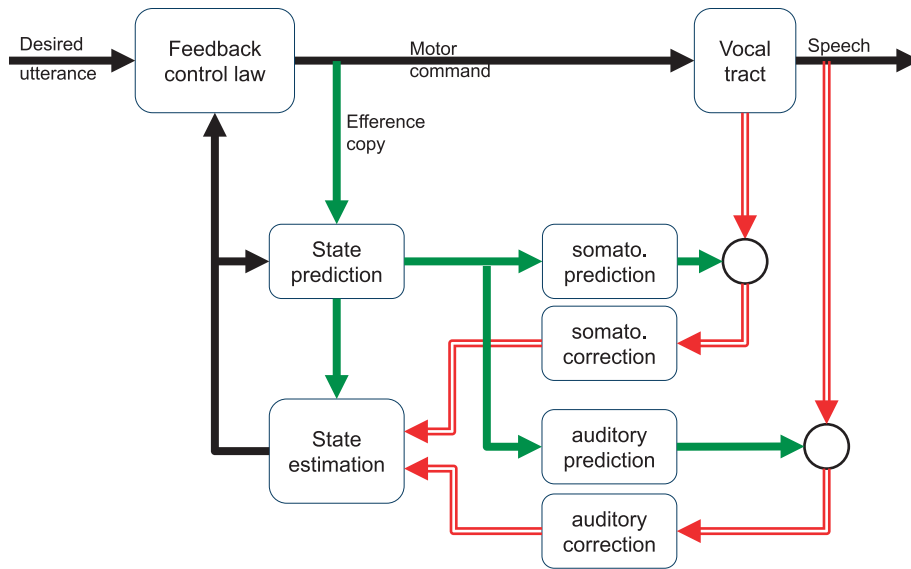 Desired
utterance
Feedback
control law
Motor
command
Vocal
tract
Speech
Efference
copy
State
prediction
somato.
prediction
somato.
correction
State
estimation
auditory
prediction
auditory
correction